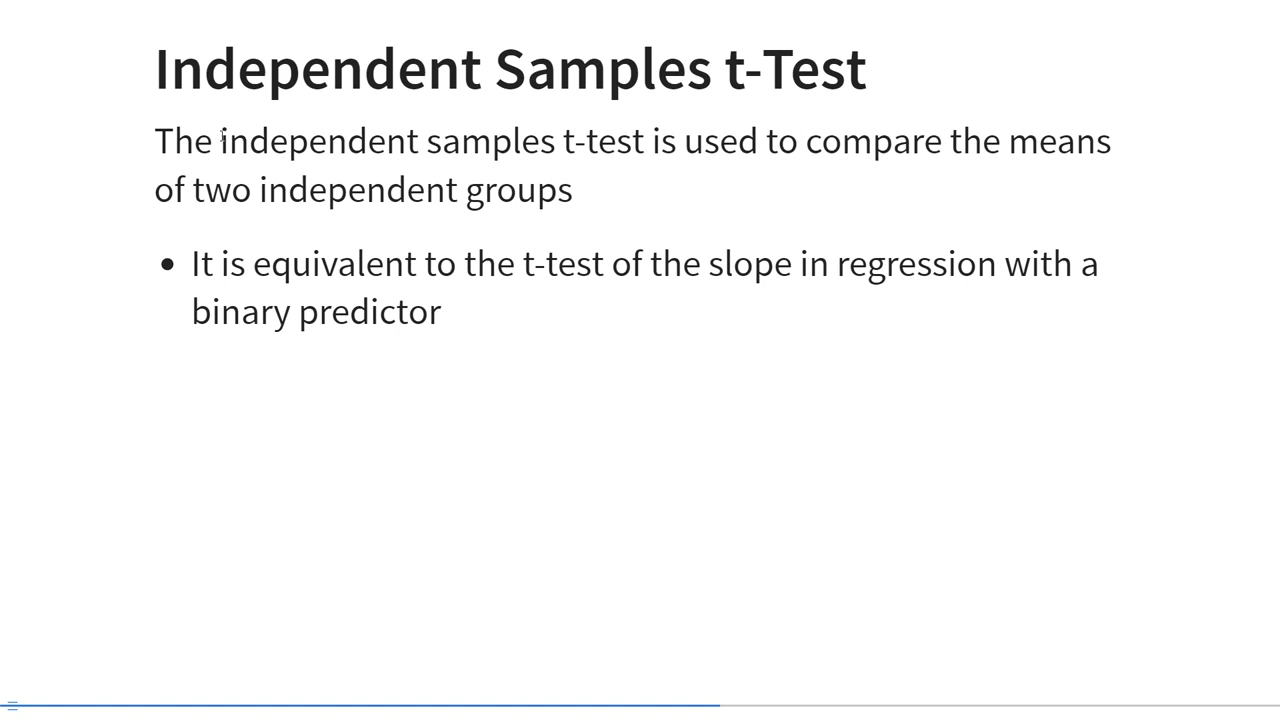 Independent Samples t-Test
The independent samples t-test is used to compare the means
of two independent groups
• It is equivalent to the t-test of the slope in regression with a
binary predictor